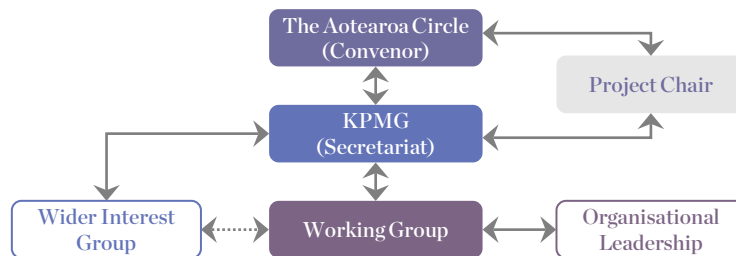 The Aotearoa Circle
(Convenor)
Project Chair
KPMG
(Secretariat)
Wider Interest
Group
Working Group
Organisational
Leadership